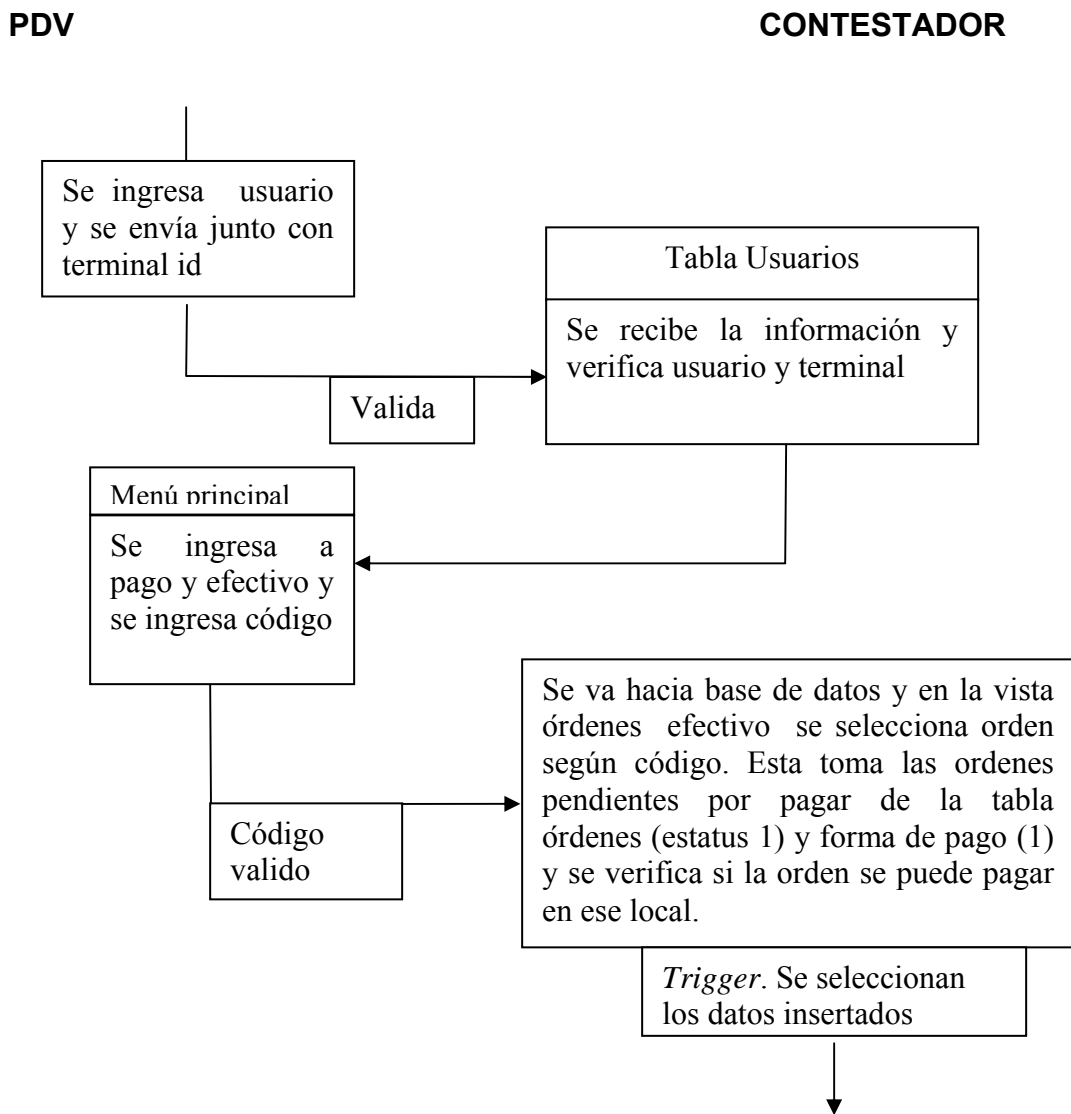 PDV CONTESTADOR
Se ingresa usuario
y se envía junto con
terminal id
Tabla Usuarios
Se recibe la información y
verifica usuario y terminal
Valida
Menú principal
Se ingresa a
pago y efectivo y
se ingresa código
Se va hacia base de datos y en la vista
órdenes efectivo se selecciona orden
según código. Esta toma las ordenes
pendientes por pagar de la tabla
órdenes (estatus 1) y forma de pago (1)
y se verifica si la orden se puede pagar
en ese local.
Código
valido
Trigger. Se seleccionan
los datos insertados